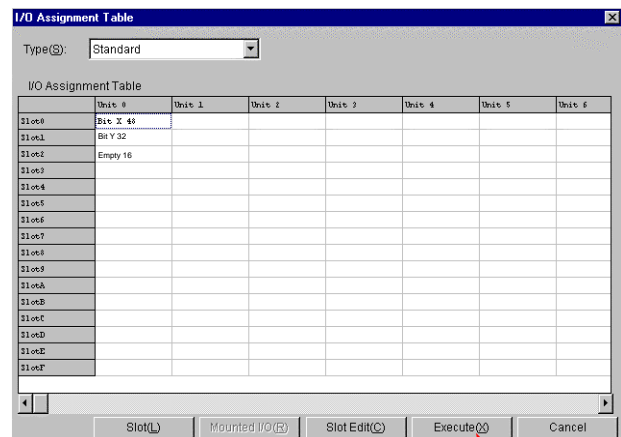 I/O Assignment Table
Type(S): Standard
I/O Assignment Table
Unit 0 Unit 1 Unit 2 Unit 3 Unit 4 Unit 5 Unit 6
Slot0 Bit X 48
Slot1 Bit Y 32
Slot2 Empty 16
Slot3
Slot4
Slot5
Slot6
Slot7
Slot8
Slot9
SlotA
SlotB
SlotC
SlotD
SlotE
SlotF
Slot(L) Mounted I/O(R) Slot Edit(C) Execute(X) Cancel